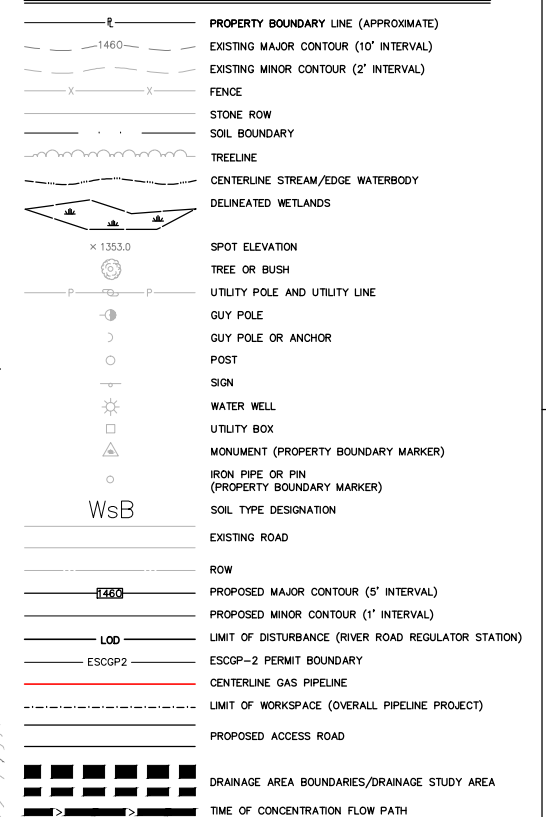 PL PROPERTY BOUNDARY LINE (APPROXIMATE)
1460 EXISTING MAJOR CONTOUR (10' INTERVAL)
EXISTING MINOR CONTOUR (2' INTERVAL)
X X FENCE
STONE ROW
SOIL BOUNDARY
TREELINE
CENTERLINE STREAM/EDGE WATERBODY
DELINEATED WETLANDS
× 1353.0 SPOT ELEVATION
TREE OR BUSH
P P UTILITY POLE AND UTILITY LINE
GUY POLE
GUY POLE OR ANCHOR
POST
SIGN
WATER WELL
UTILITY BOX
MONUMENT (PROPERTY BOUNDARY MARKER)
IRON PIPE OR PIN
(PROPERTY BOUNDARY MARKER)
WsB SOIL TYPE DESIGNATION
EXISTING ROAD
ROW
1460 PROPOSED MAJOR CONTOUR (5' INTERVAL)
PROPOSED MINOR CONTOUR (1' INTERVAL)
LOD LIMIT OF DISTURBANCE (RIVER ROAD REGULATOR STATION)
ESCGP2 ESCGP-2 PERMIT BOUNDARY
CENTERLINE GAS PIPELINE
LIMIT OF WORKSPACE (OVERALL PIPELINE PROJECT)
PROPOSED ACCESS ROAD
DRAINAGE AREA BOUNDARIES/DRAINAGE STUDY AREA
TIME OF CONCENTRATION FLOW PATH